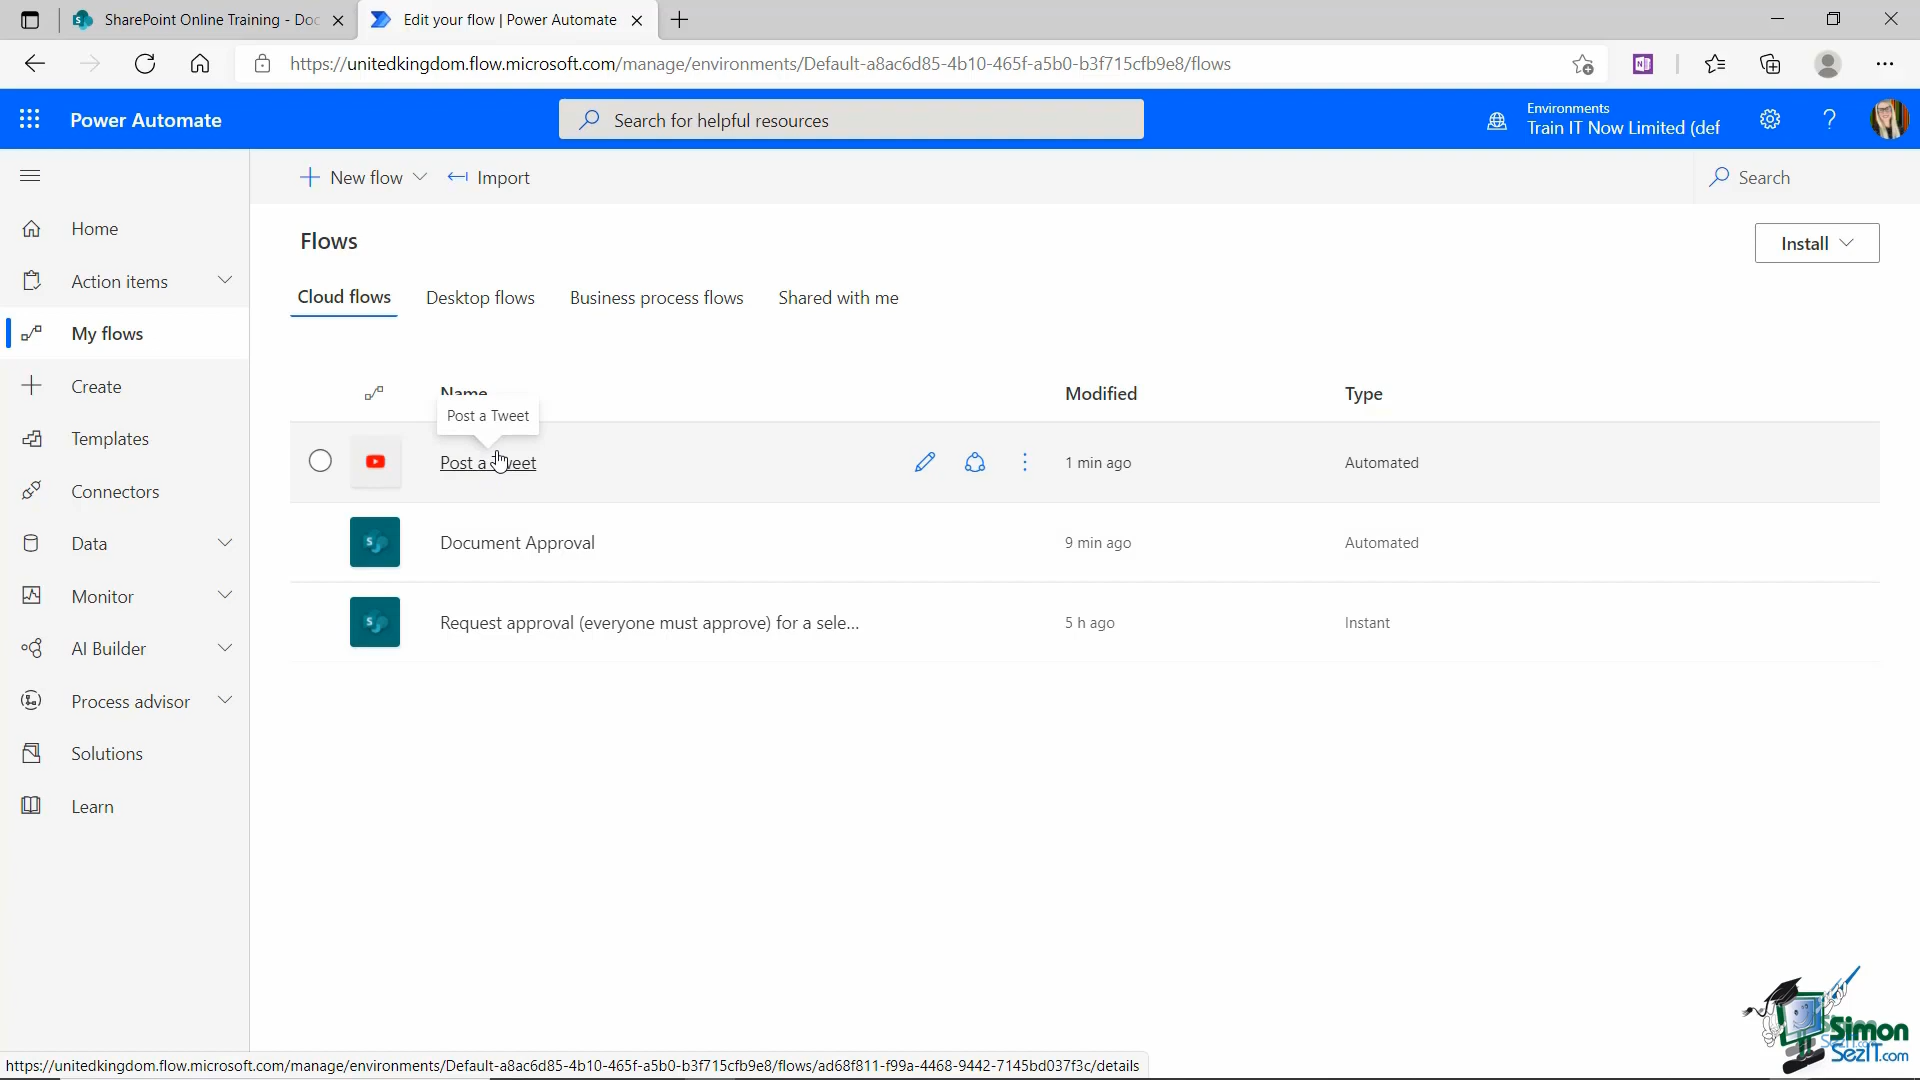 SharePoint Online Training - Doc
Edit your flow | Power Automate
https://unitedkingdom.flow.microsoft.com/manage/environments/Default-a8ac6d85-4b10-465f-a5b0-b3f715cfb9e8/flows
Power Automate
Search for helpful resources
Environments
Train IT Now Limited (def
New flow
Import
Search
Home
Action items
My flows
Create
Templates
Connectors
Data
Monitor
AI Builder
Process advisor
Solutions
Learn
Flows
Install
Cloud flows
Desktop flows
Business process flows
Shared with me
Name
Modified
Type
Post a Tweet
Post a Tweet
1 min ago
Automated
Document Approval
9 min ago
Automated
Request approval (everyone must approve) for a sele...
5 h ago
Instant
Simon
SezIT.com
https://unitedkingdom.flow.microsoft.com/manage/environments/Default-a8ac6d85-4b10-465f-a5b0-b3f715cfb9e8/flows/ad68f811-f99a-4468-9442-7145bd037f3c/details